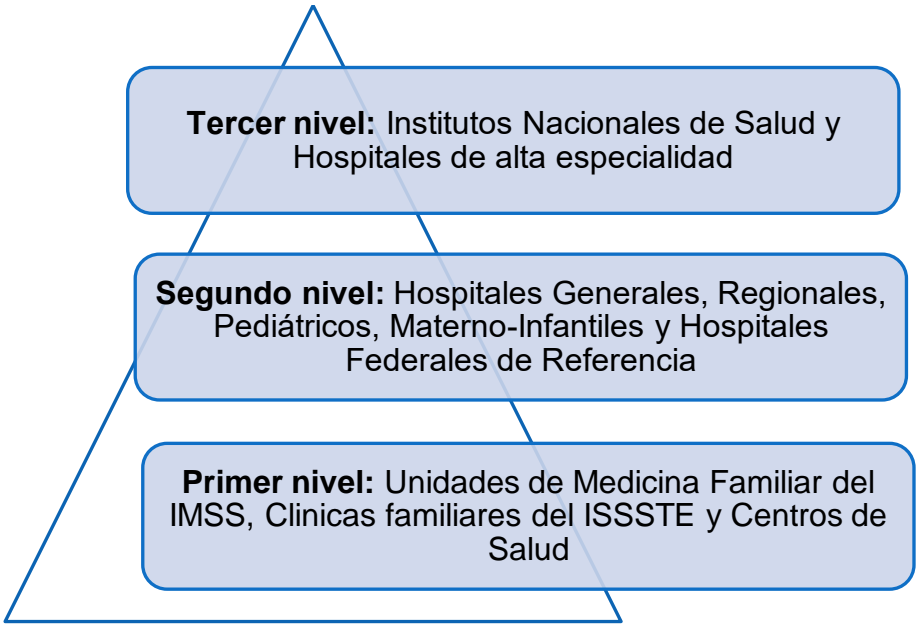 Tercer nivel: Institutos Nacionales de Salud y
Hospitales de alta especialidad
Segundo nivel: Hospitales Generales, Regionales,
Pediátricos, Materno-Infantiles y Hospitales
Federales de Referencia
Primer nivel: Unidades de Medicina Familiar del
IMSS, Clinicas familiares del ISSSTE y Centros de
Salud